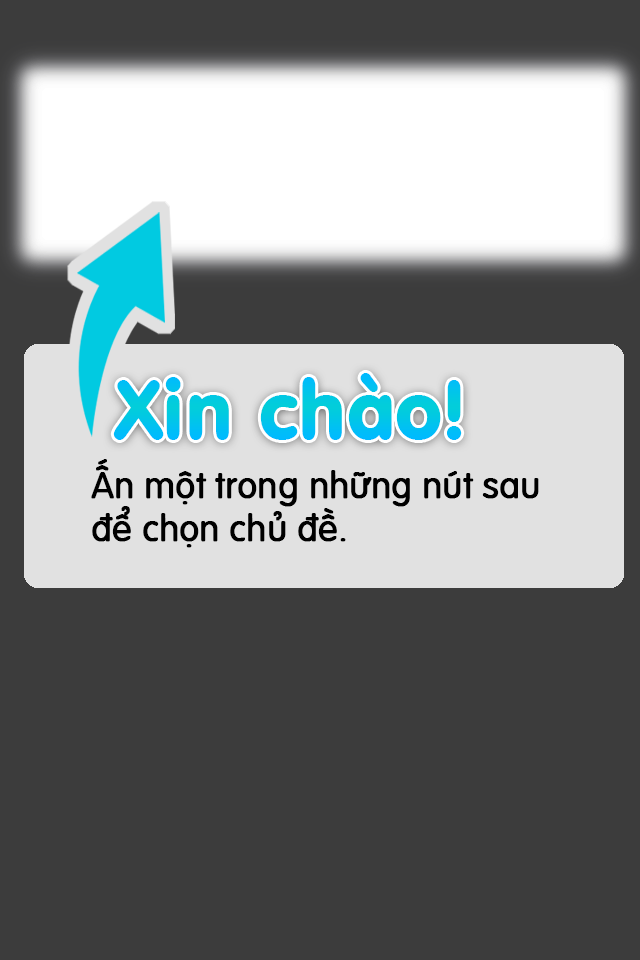 Xin chào!
Ấn một trong những nút sau
để chọn chủ đề.